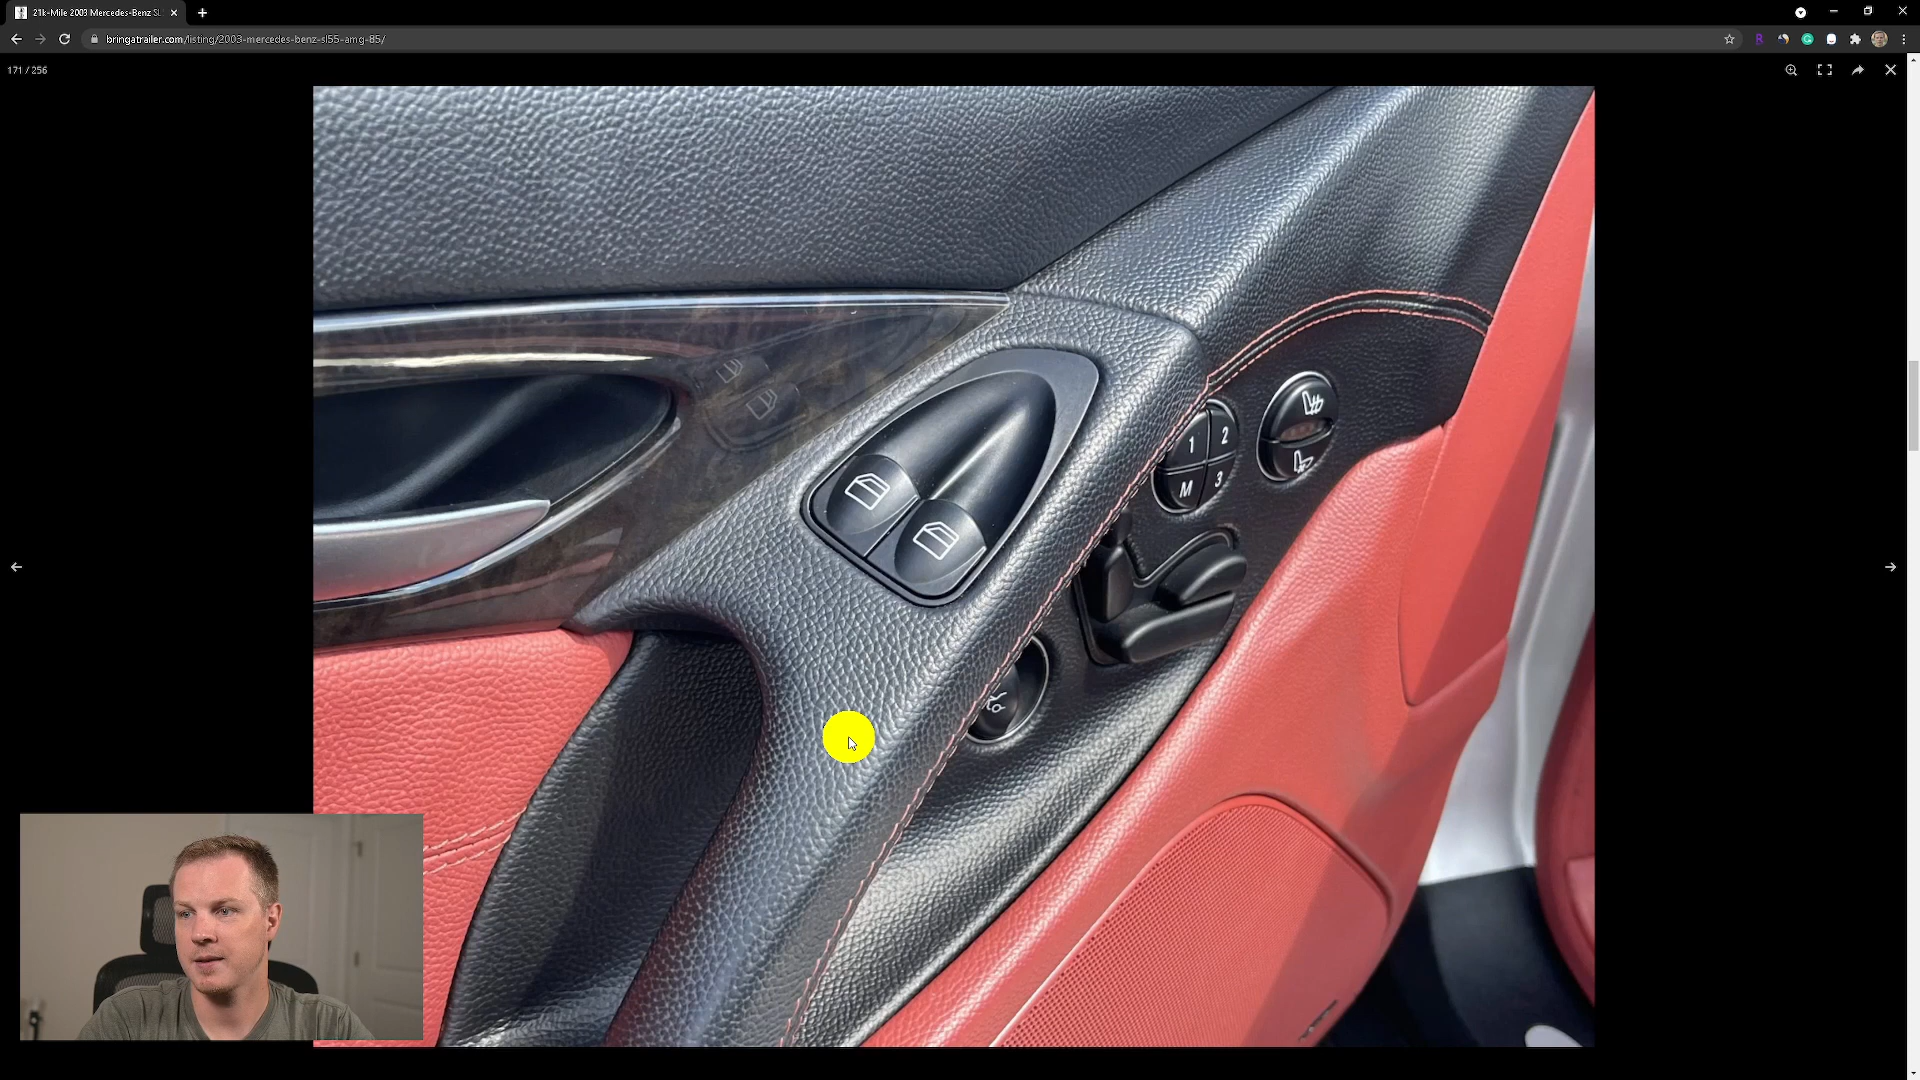 21k-Mile 2003 Mercedes-Benz SL
bringatrailer.com/listing/2003-mercedes-benz-sl55-amg-85/
171 / 256
1
2
M
3